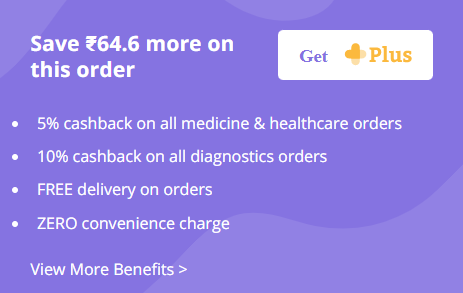 Save ₹64.6 more on
this order
Get Plus
• 5% cashback on all medicine & healthcare orders
• 10% cashback on all diagnostics orders
• FREE delivery on orders
• ZERO convenience charge
View More Benefits >